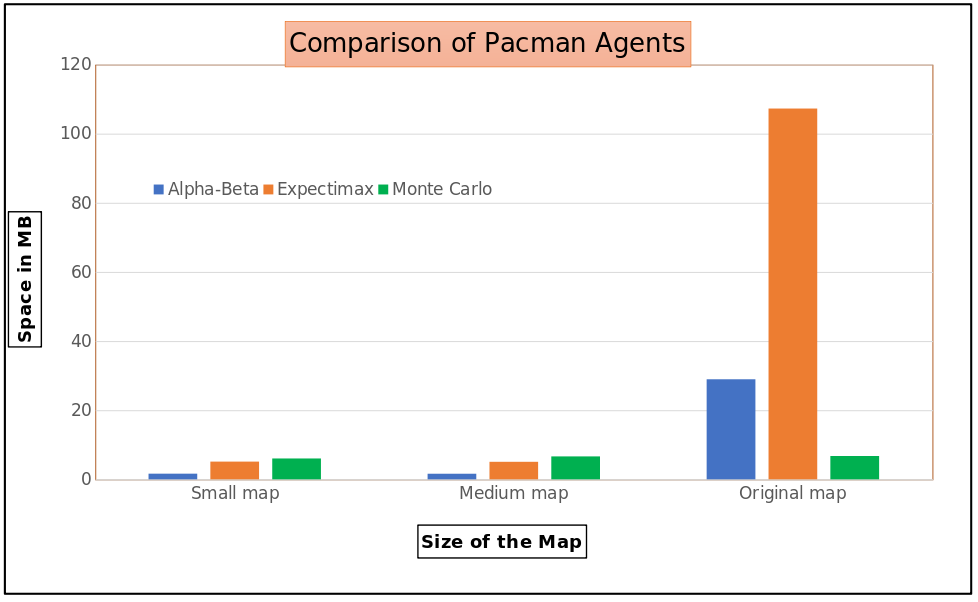 Comparison of Pacman Agents
120
100
80
60
40
20
0
Alpha-Beta Expectimax Monte Carlo
Space in MB
Small map Medium map Original map
Size of the Map